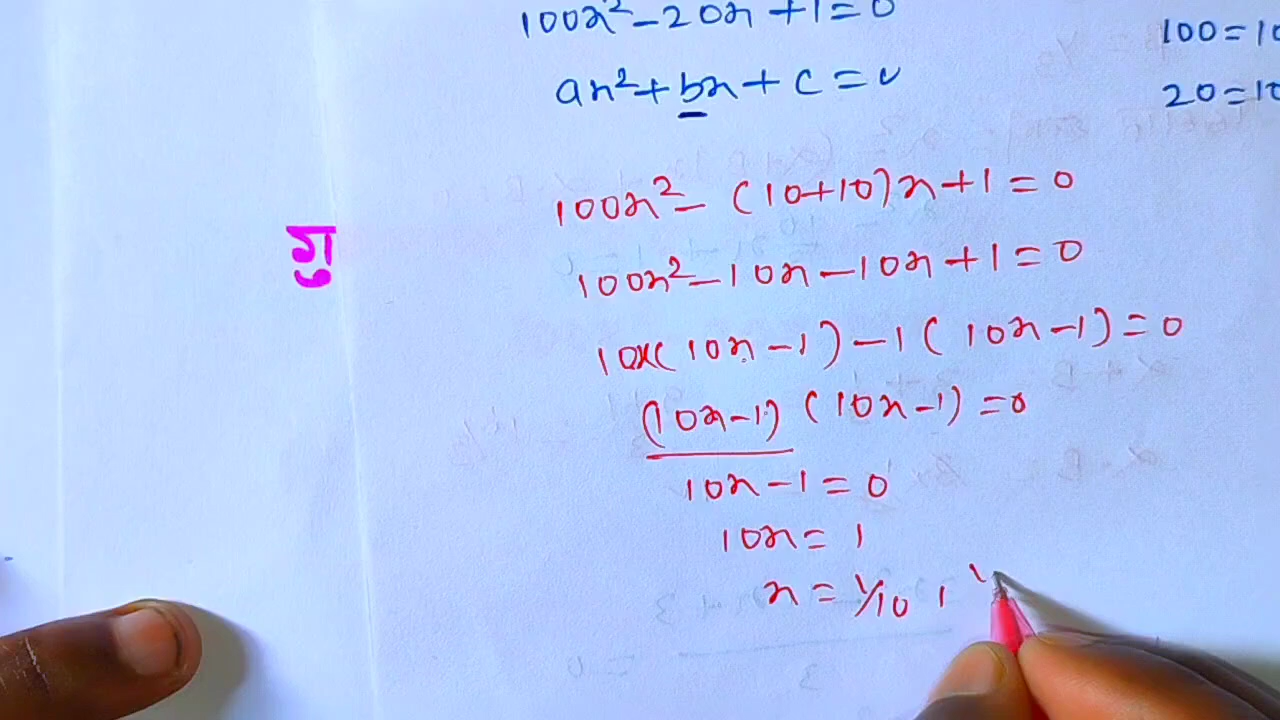 100x² - 20x + 1 = 0
100 = 10
20 = 10
ax² + bx + c = 0
100x² - (10+10)x + 1 = 0
गु
100x² - 10x - 10x + 1 = 0
10x(10x - 1) - 1(10x - 1) = 0
(10x - 1) (10x - 1) = 0
10x - 1 = 0
10x = 1
x = 1/10 ,